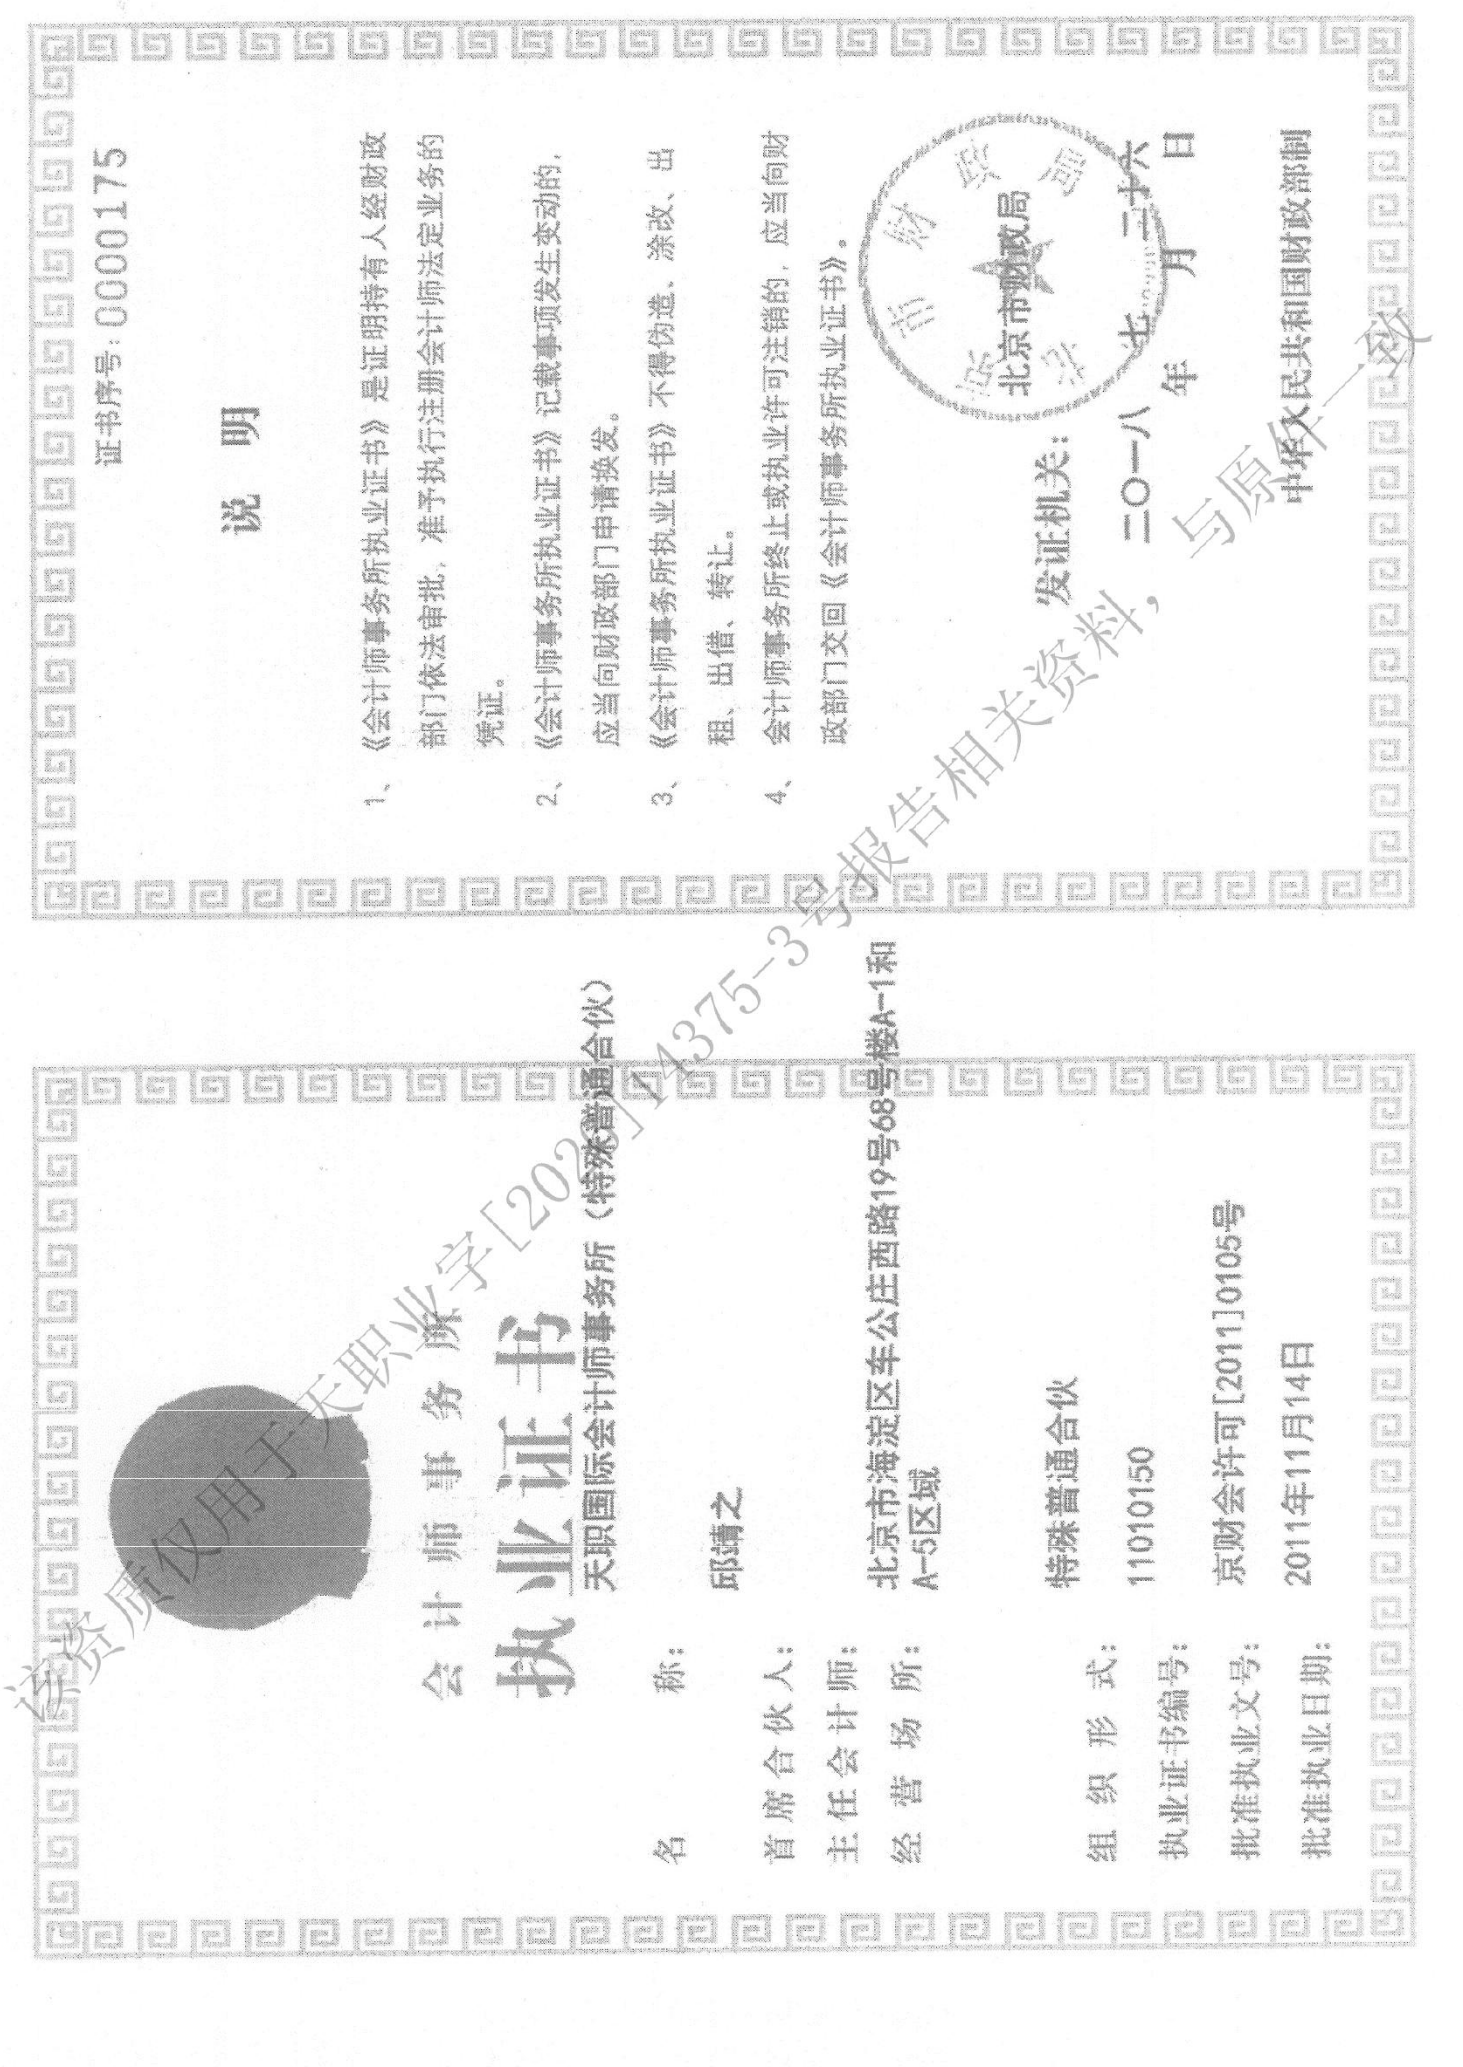 会计师事务所
执业证书
名 称：
天职国际会计师事务所（特殊普通合伙）
首席合伙人：
邱靖之
主任会计师：
经营场所：
北京市海淀区车公庄西路19号68号楼A-1和
A-5区域
组织形式：
特殊普通合伙
执业证书编号：
11010150
批准执业文号：
京财会许可[2011]0105号
批准执业日期：
2011年11月14日
证书序号：0000175
说 明
1、《会计师事务所执业证书》是证明持有人经财政
部门依法审批，准予执行注册会计师法定业务的
凭证。
2、《会计师事务所执业证书》记载事项发生变动的，
应当向财政部门申请换发。
3、《会计师事务所执业证书》不得伪造、涂改、出
租、出借、转让。
4、会计师事务所终止或执业许可注销的，应当向财
政部门交回《会计师事务所执业证书》。
发证机关：
北京市财政局
北京市财政局
二〇一八年七月二十六日
中华人民共和国财政部制
该资质仅用于天职业字[202]14375-3号报告相关资料，与原件一致